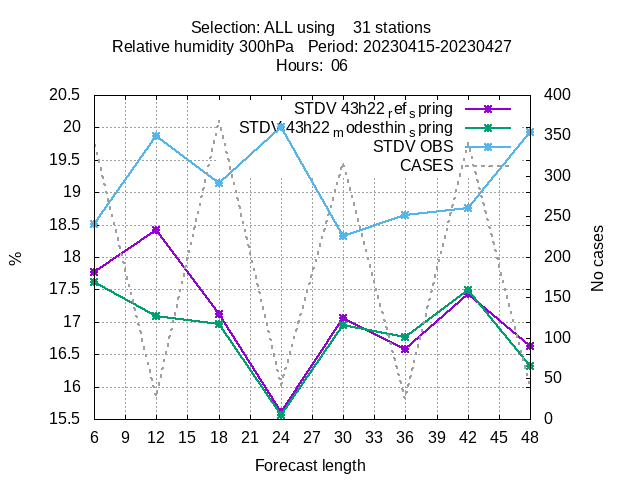 Selection: ALL using    31 stations
Relative humidity 300hPa   Period: 20230415-20230427
Hours:  06
STDV 43h22refspring
STDV 43h22modesthinspring
STDV OBS
CASES
20.5
20
19.5
19
18.5
18
17.5
17
16.5
16
15.5
400
350
300
250
200
150
100
50
0
%
No cases
6 9 12 15 18 21 24 27 30 33 36 39 42 45 48
Forecast length